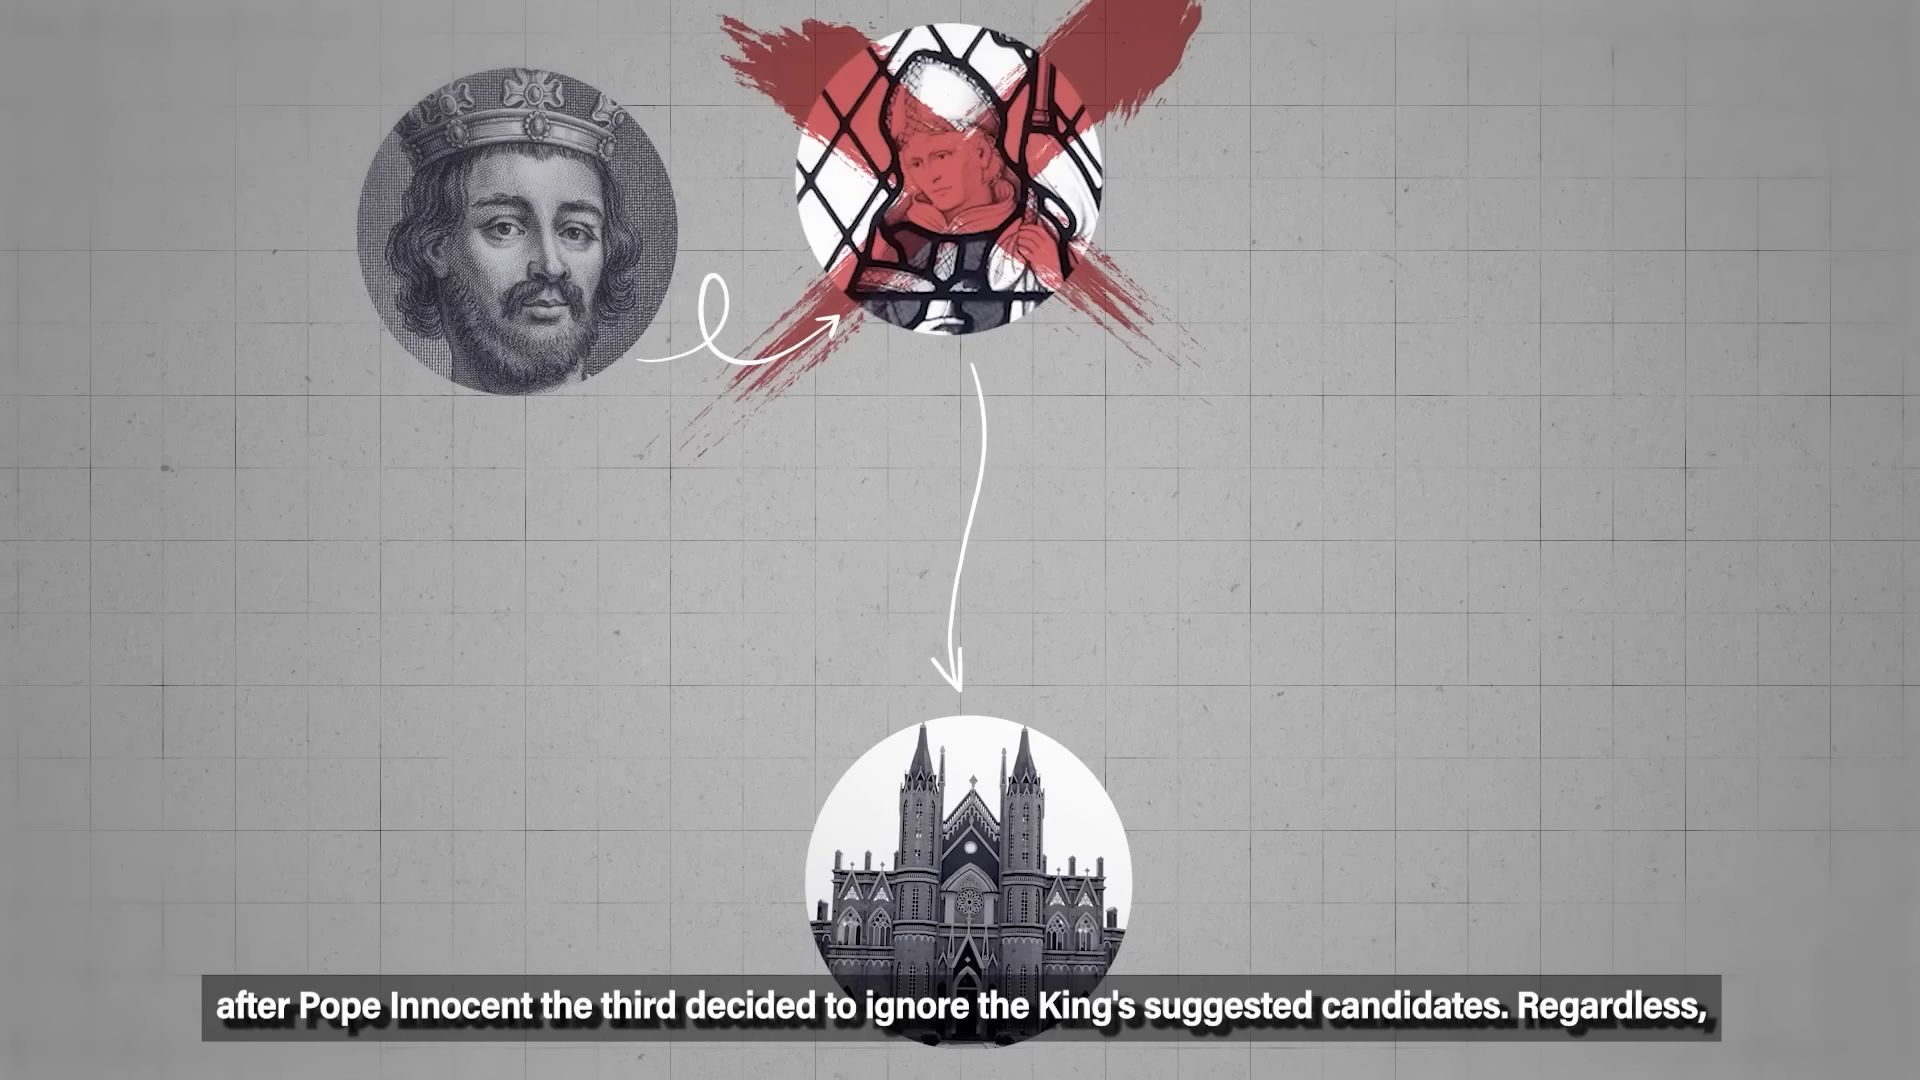 after Pope Innocent the third decided to ignore the King's suggested candidates. Regardless,